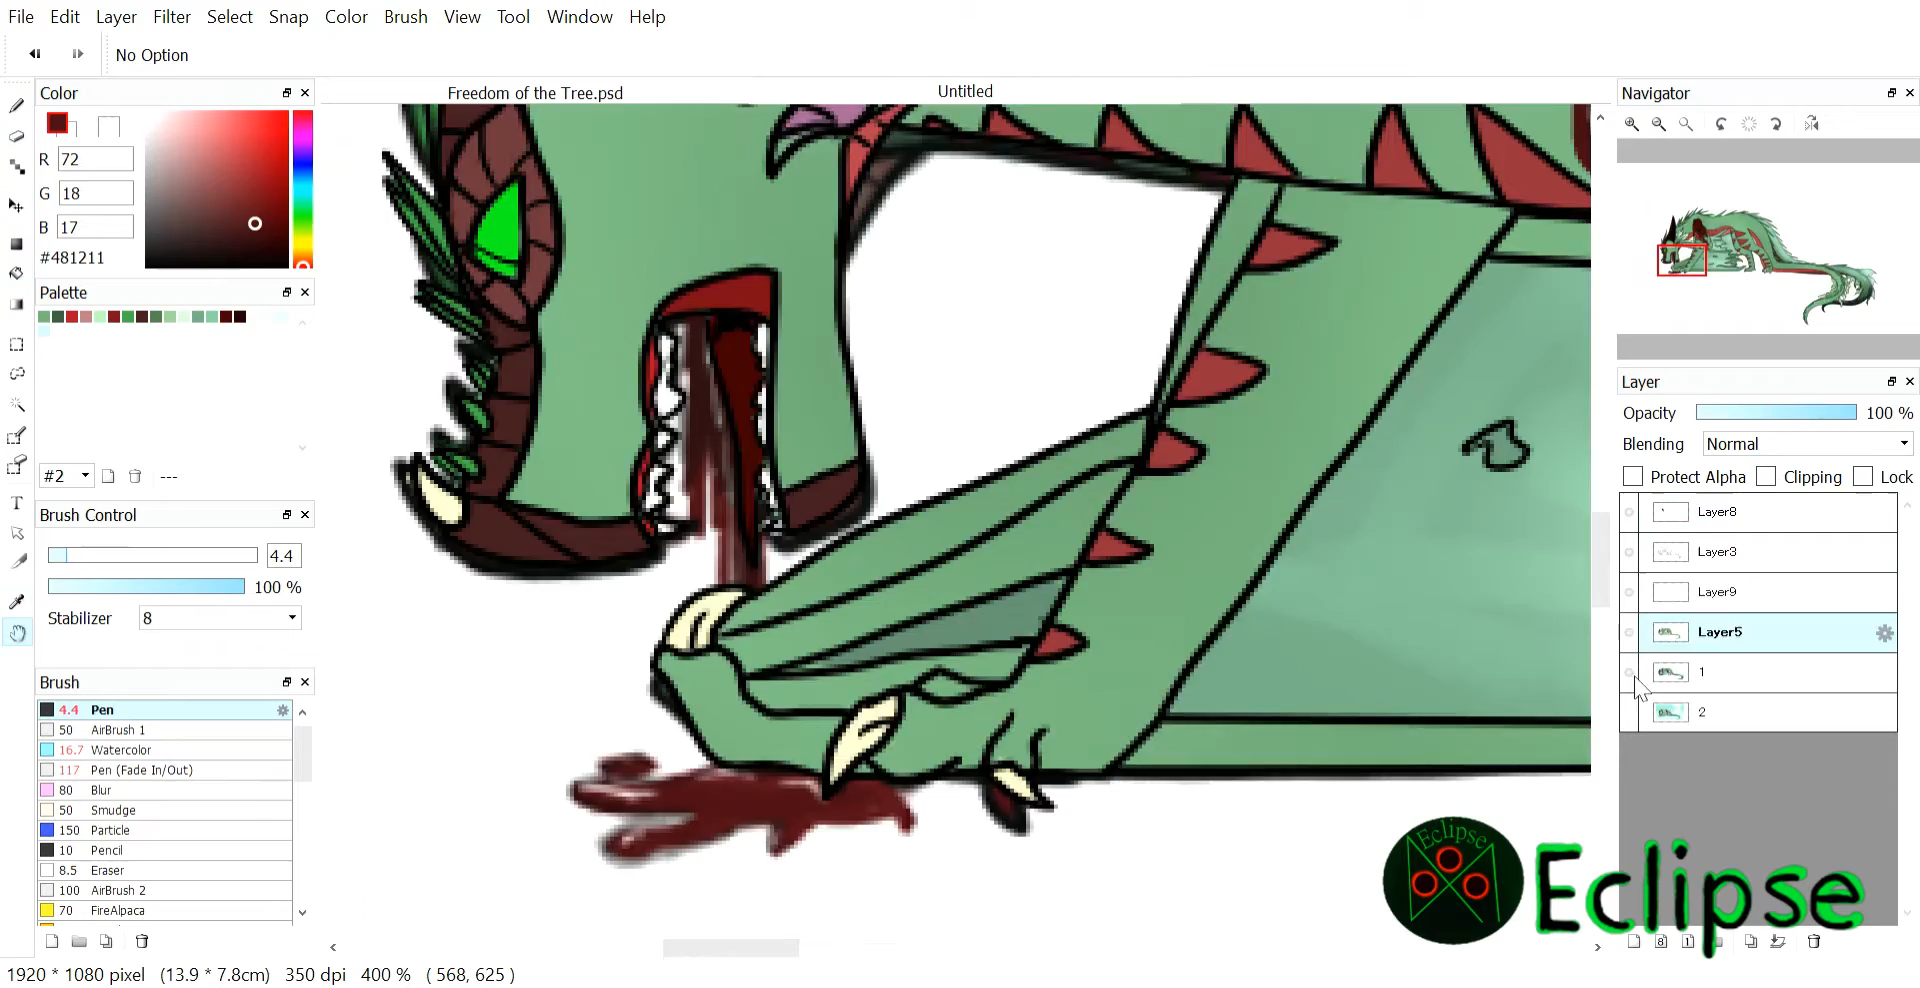 File Edit Layer Filter Select Snap Color Brush View Tool Window Help
No Option
Color
Freedom of the Tree.psd
Untitled
Navigator
R 72
G 18
B 17
#481211
Palette
#2
---
Brush Control
4.4
100 %
Stabilizer 8
Brush
4.4 Pen
50 AirBrush 1
16.7 Watercolor
117 Pen (Fade In/Out)
80 Blur
50 Smudge
150 Particle
10 Pencil
8.5 Eraser
100 AirBrush 2
70 FireAlpaca
Layer
Opacity 100 %
Blending Normal
Protect Alpha Clipping Lock
Layer8
Layer3
Layer9
Layer5
1
2
Eclipse
Eclipse
1920 * 1080 pixel (13.9 * 7.8cm) 350 dpi 400 % ( 568, 625 )